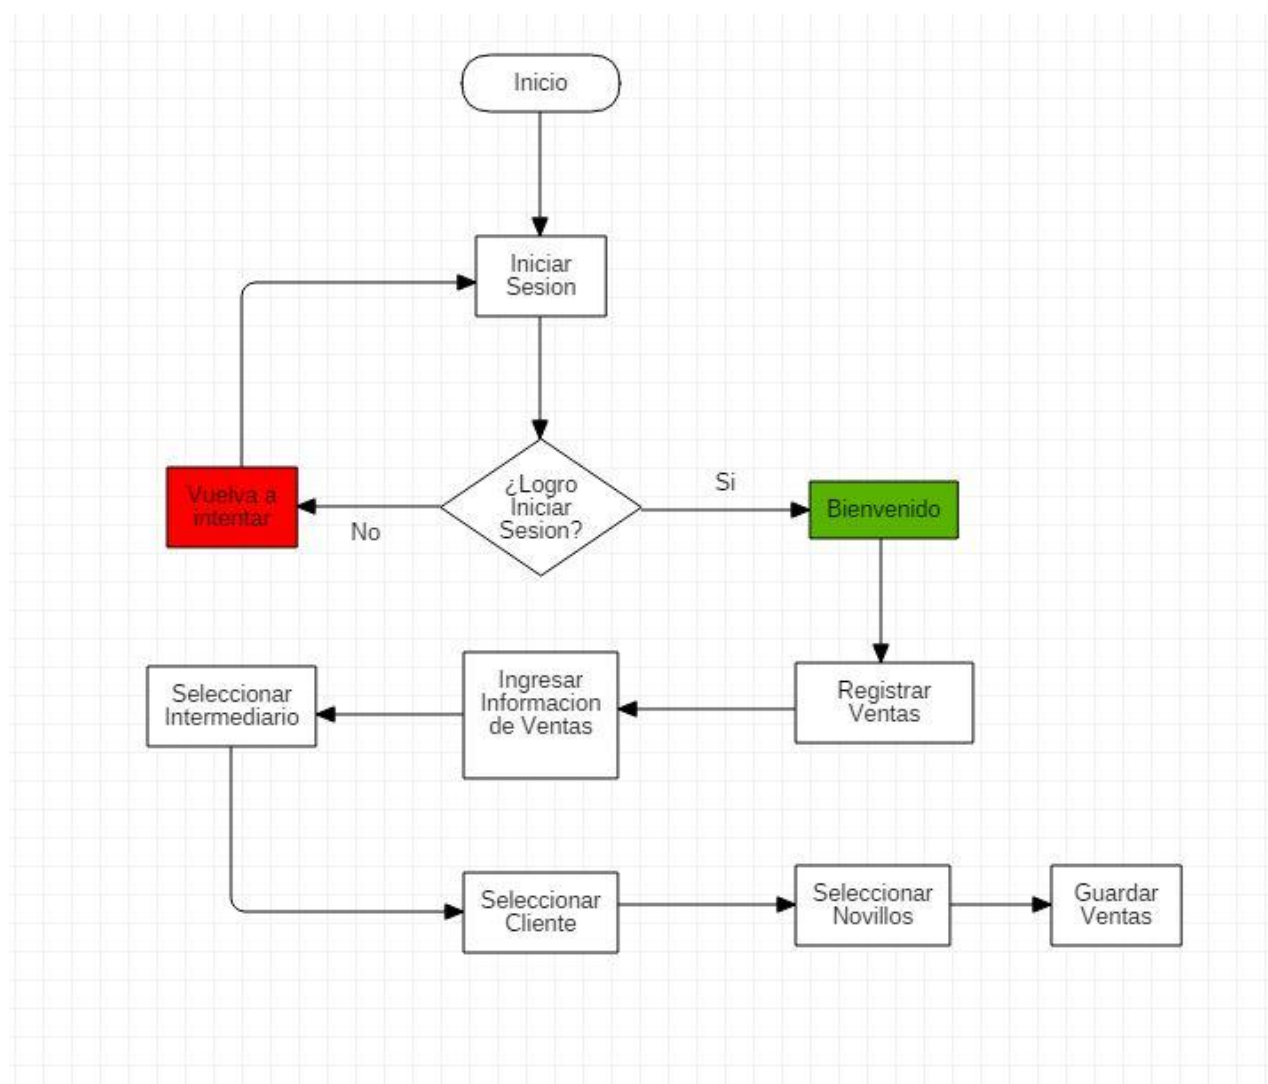 Inicio
Iniciar
Sesion
¿Logro
Iniciar
Sesion?
No
Vuelva a
intentar
Si
Bienvenido
Registrar
Ventas
Ingresar
Informacion
de Ventas
Seleccionar
Intermediario
Seleccionar
Cliente
Seleccionar
Novillos
Guardar
Ventas